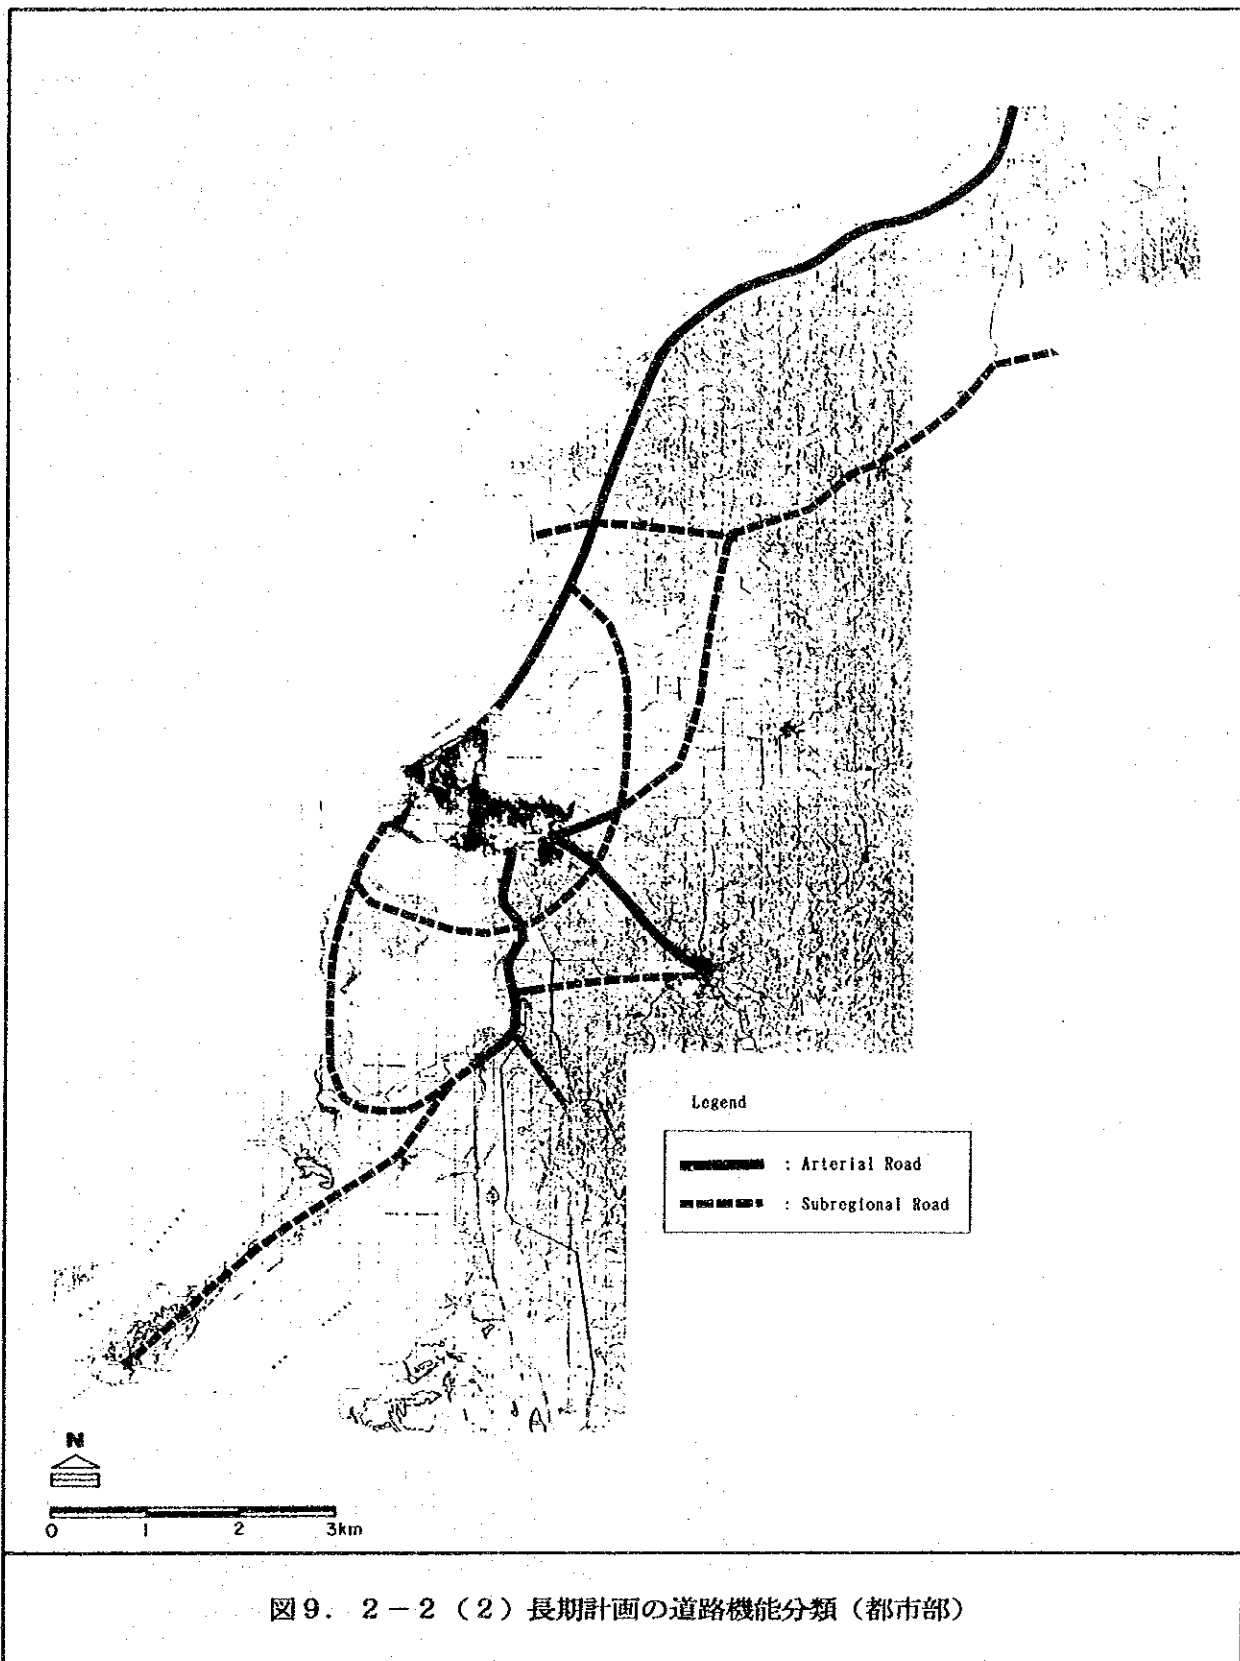 Legend
: Arterial Road
: Subregional Road
N
0 1 2 3km
図9. 2-2 (2) 長期計画の道路機能分類 (都市部)